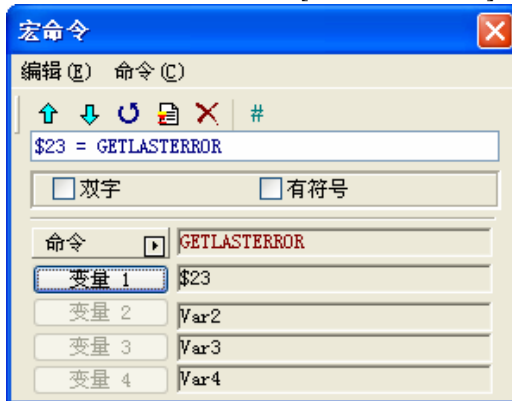 宏命令
编辑(E) 命令(C)
#
$23 = GETLASTERROR
双字 有符号
命令 GETLASTERROR
变量 1 $23
变量 2 Var2
变量 3 Var3
变量 4 Var4